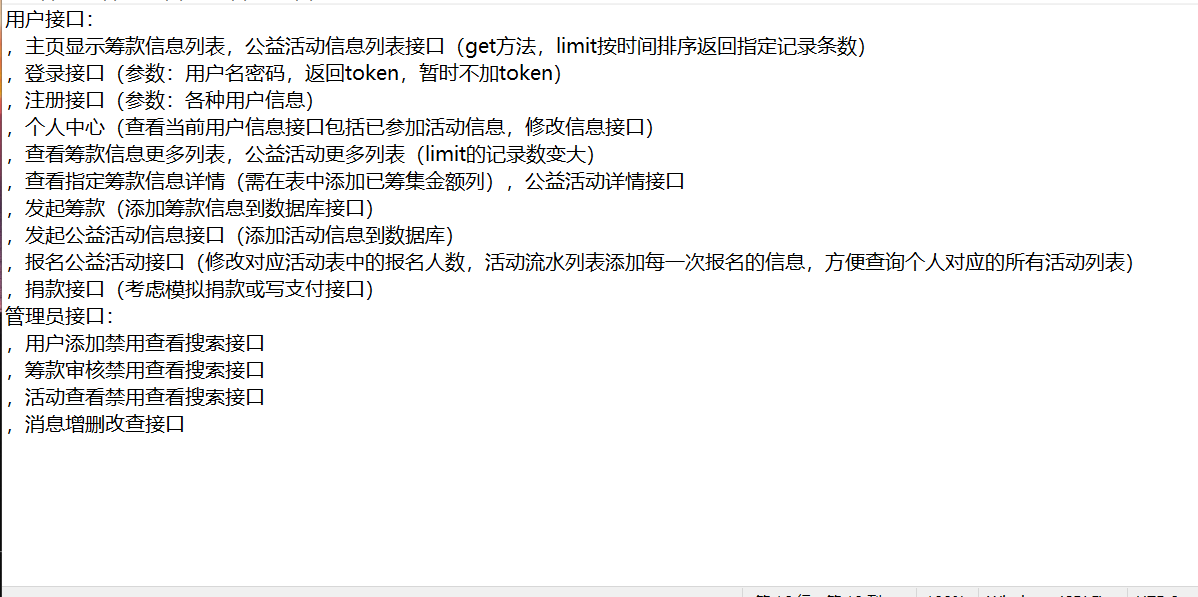 用户接口：
，主页显示筹款信息列表，公益活动信息列表接口（get方法，limit按时间排序返回指定记录条数）
，登录接口（参数：用户名密码，返回token，暂时不加token）
，注册接口（参数：各种用户信息）
，个人中心（查看当前用户信息接口包括已参加活动信息，修改信息接口）
，查看筹款信息更多列表，公益活动更多列表（limit的记录数变大）
，查看指定筹款信息详情（需在表中添加已筹集金额列），公益活动详情接口
，发起筹款（添加筹款信息到数据库接口）
，发起公益活动信息接口（添加活动信息到数据库）
，报名公益活动接口（修改对应活动表中的报名人数，活动流水列表添加每一次报名的信息，方便查询个人对应的所有活动列表）
，捐款接口（考虑模拟捐款或写支付接口）
管理员接口：
，用户添加禁用查看搜索接口
，筹款审核禁用查看搜索接口
，活动查看禁用查看搜索接口
，消息增删改查接口